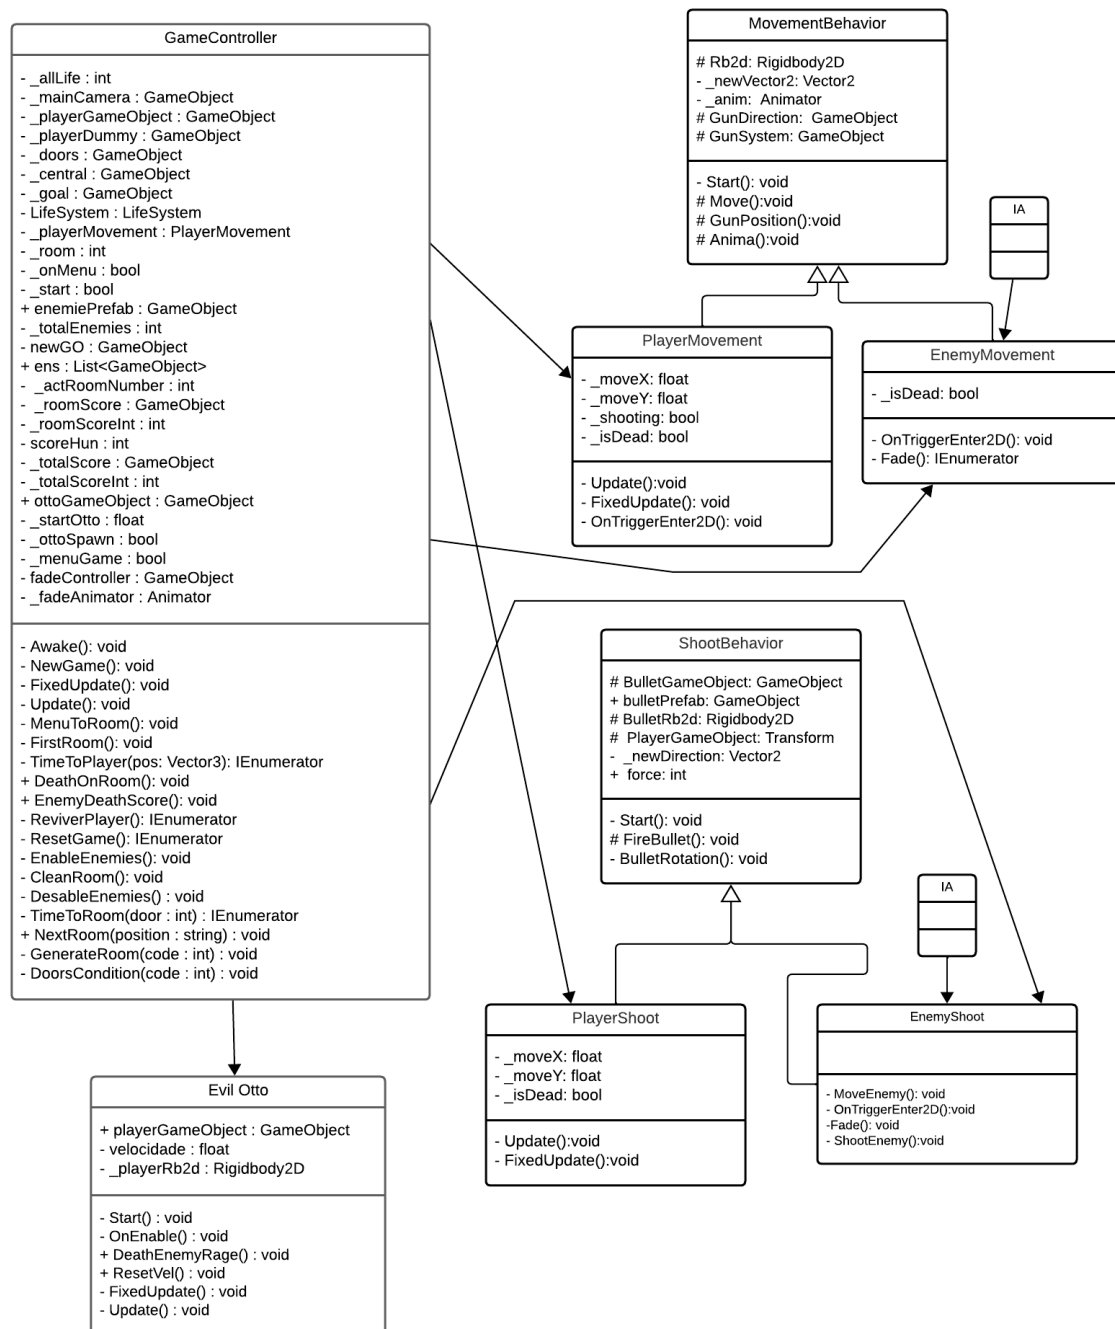 GameController
- _allLife : int
- _mainCamera : GameObject
- _playerGameObject : GameObject
- _playerDummy : GameObject
- _doors : GameObject
- _central : GameObject
- _goal : GameObject
- LifeSystem : LifeSystem
- _playerMovement : PlayerMovement
- _room : int
- _onMenu : bool
- _start : bool
+ enemiePrefab : GameObject
- _totalEnemies : int
- newGO : GameObject
+ ens : List<GameObject>
- _actRoomNumber : int
- _roomScore : GameObject
- _roomScoreInt : int
- scoreHun : int
- _totalScore : GameObject
- _totalScoreInt : int
+ ottoGameObject : GameObject
- _startOtto : float
- _ottoSpawn : bool
- _menuGame : bool
- fadeController : GameObject
- _fadeAnimator : Animator
- Awake(): void
- NewGame(): void
- FixedUpdate(): void
- Update(): void
- MenuToRoom(): void
- FirstRoom(): void
- TimeToPlayer(pos: Vector3): IEnumerator
+ DeathOnRoom(): void
+ EnemyDeathScore(): void
- ReviverPlayer(): IEnumerator
- ResetGame(): IEnumerator
- EnableEnemies(): void
- CleanRoom(): void
- DesableEnemies() : void
- TimeToRoom(door : int) : IEnumerator
+ NextRoom(position : string) : void
- GenerateRoom(code : int) : void
- DoorsCondition(code : int) : void
MovementBehavior
# Rb2d: Rigidbody2D
- _newVector2: Vector2
- _anim: Animator
# GunDirection: GameObject
# GunSystem: GameObject
- Start(): void
# Move():void
# GunPosition():void
# Anima():void
IA
PlayerMovement
- _moveX: float
- _moveY: float
- _shooting: bool
- _isDead: bool
- Update():void
- FixedUpdate(): void
- OnTriggerEnter2D(): void
EnemyMovement
- _isDead: bool
- OnTriggerEnter2D(): void
- Fade(): IEnumerator
ShootBehavior
# BulletGameObject: GameObject
+ bulletPrefab: GameObject
# BulletRb2d: Rigidbody2D
# PlayerGameObject: Transform
- _newDirection: Vector2
+ force: int
- Start(): void
# FireBullet(): void
- BulletRotation(): void
IA
PlayerShoot
- _moveX: float
- _moveY: float
- _isDead: bool
- Update():void
- FixedUpdate():void
EnemyShoot
- MoveEnemy(): void
- OnTriggerEnter2D():void
-Fade(): void
- ShootEnemy():void
Evil Otto
+ playerGameObject : GameObject
- velocidade : float
- _playerRb2d : Rigidbody2D
- Start() : void
- OnEnable() : void
+ DeathEnemyRage() : void
+ ResetVel() : void
- FixedUpdate() : void
- Update() : void